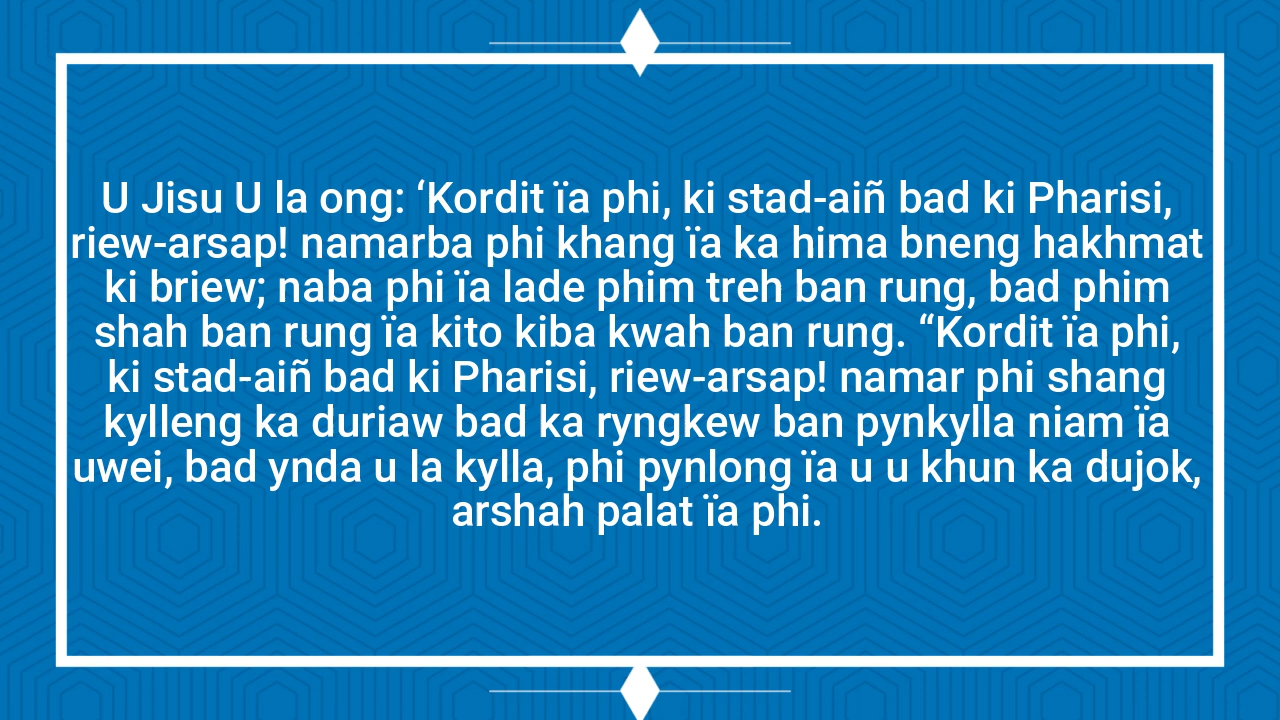 U Jisu U la ong: ‘Kordit ïa phi, ki stad-aiñ bad ki Pharisi,
riew-arsap! namarba phi khang ïa ka hima bneng hakhmat
ki briew; naba phi ïa lade phim treh ban rung, bad phim
shah ban rung ïa kito kiba kwah ban rung. “Kordit ïa phi,
ki stad-aiñ bad ki Pharisi, riew-arsap! namar phi shang
kylleng ka duriaw bad ka ryngkew ban pynkylla niam ïa
uwei, bad ynda u la kylla, phi pynlong ïa u u khun ka dujok,
arshah palat ïa phi.